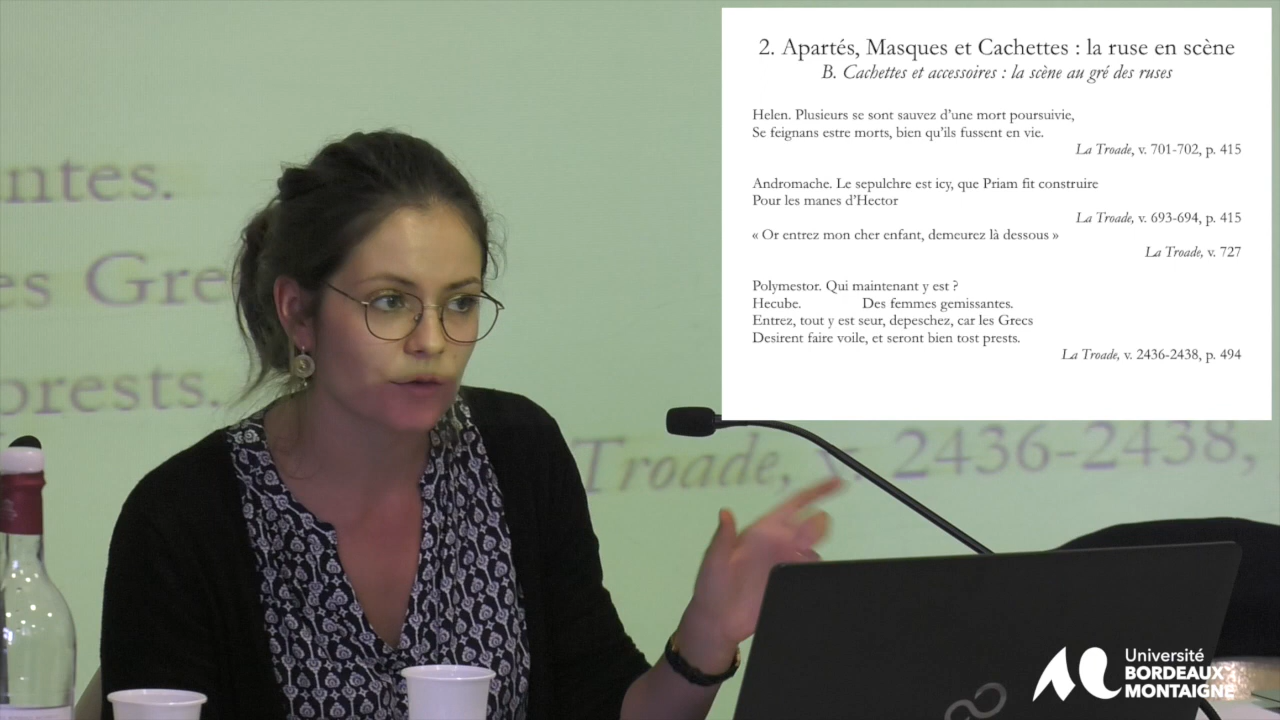 2. Apartés, Masques et Cachettes : la ruse en scène
B. Cachettes et accessoires : la scène au gré des ruses
Helen. Plusieurs se sont sauvez d'une mort poursuivie,
Se feignans estre morts, bien qu'ils fussent en vie.
La Troade, v. 701-702, p. 415
Andromache. Le sepulchre est icy, que Priam fit construire
Pour les manes d'Hector
La Troade, v. 693-694, p. 415
« Or entrez mon cher enfant, demeurez là dessous »
La Troade, v. 727
Polymestor. Qui maintenant y est ?
Hecube. Des femmes gemissantes.
Entrez, tout y est seur, depeschez, car les Grecs
Desirent faire voile, et seront bien tost prests.
La Troade, v. 2436-2438, p. 494
ntes.
es Gre
prests.
Troade, v. 2436-2438,
Université
BORDEAUX
MONTAIGNE